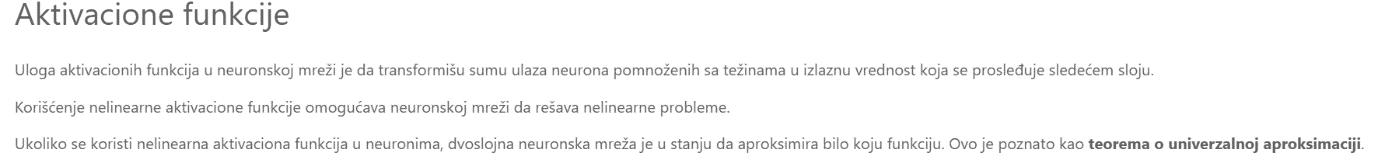 Aktivacione funkcije
Uloga aktivacionih funkcija u neuronskoj mreži je da transformišu sumu ulaza neurona pomnoženih sa težinama u izlaznu vrednost koja se prosleđuje sledećem sloju.
Korišćenje nelinearne aktivacione funkcije omogućava neuronskoj mreži da rešava nelinearne probleme.
Ukoliko se koristi nelinearna aktivaciona funkcija u neuronima, dvoslojna neuronska mreža je u stanju da aproksimira bilo koju funkciju. Ovo je poznato kao teorema o univerzalnoj aproksimaciji.